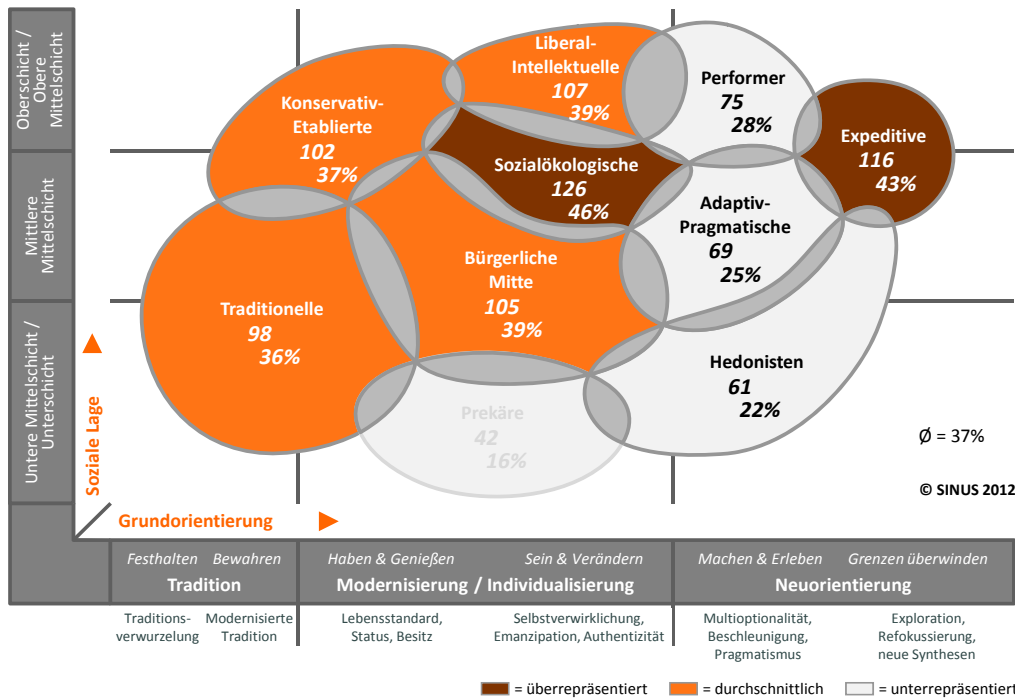 Oberschicht /
Obere
Mittelschicht
Mittlere
Mittelschicht
Untere Mittelschicht /
Unterschicht
Soziale Lage
Konservativ-
Etablierte
102
37%
Liberal-
Intellektuelle
107
39%
Performer
75
28%
Expeditive
116
43%
Sozialökologische
126
46%
Adaptiv-
Pragmatische
69
25%
Bürgerliche
Mitte
105
39%
Traditionelle
98
36%
Hedonisten
61
22%
Prekäre
42
16%
Ø = 37%
© SINUS 2012
Grundorientierung
Festhalten Bewahren
Tradition
Haben & Genießen Sein & Verändern
Modernisierung / Individualisierung
Machen & Erleben Grenzen überwinden
Neuorientierung
Traditions-
verwurzelung
Modernisierte
Tradition
Lebensstandard,
Status, Besitz
Selbstverwirklichung,
Emanzipation, Authentizität
Multioptionalität,
Beschleunigung,
Pragmatismus
Exploration,
Refokussierung,
neue Synthesen
= überrepräsentiert = durchschnittlich = unterrepräsentiert